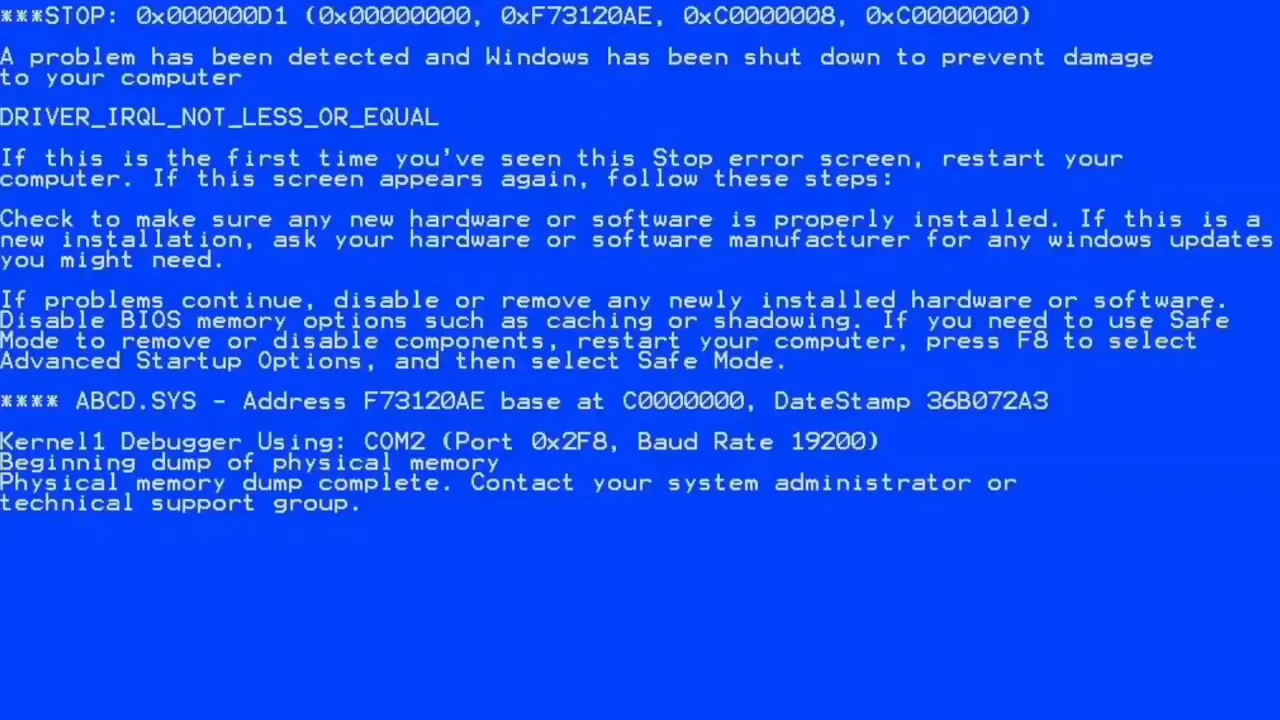 ***STOP: 0x000000D1 (0x00000000, 0xF73120AE, 0xC0000008, 0xC0000000)
A problem has been detected and Windows has been shut down to prevent damage
to your computer
DRIVER_IRQL_NOT_LESS_OR_EQUAL
If this is the first time you've seen this Stop error screen, restart your
computer. If this screen appears again, follow these steps:
Check to make sure any new hardware or software is properly installed. If this is a
new installation, ask your hardware or software manufacturer for any windows updates
you might need.
If problems continue, disable or remove any newly installed hardware or software.
Disable BIOS memory options such as caching or shadowing. If you need to use Safe
Mode to remove or disable components, restart your computer, press F8 to select
Advanced Startup Options, and then select Safe Mode.
**** ABCD.SYS - Address F73120AE base at C0000000, DateStamp 36B072A3
Kernel1 Debugger Using: COM2 (Port 0x2F8, Baud Rate 19200)
Beginning dump of physical memory
Physical memory dump complete. Contact your system administrator or
technical support group.